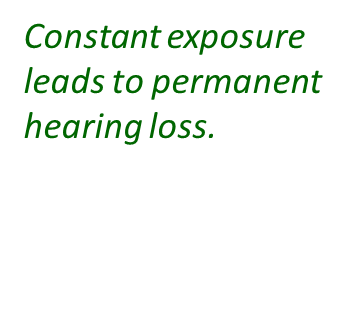 Constant exposure
leads to permanent
hearing loss.